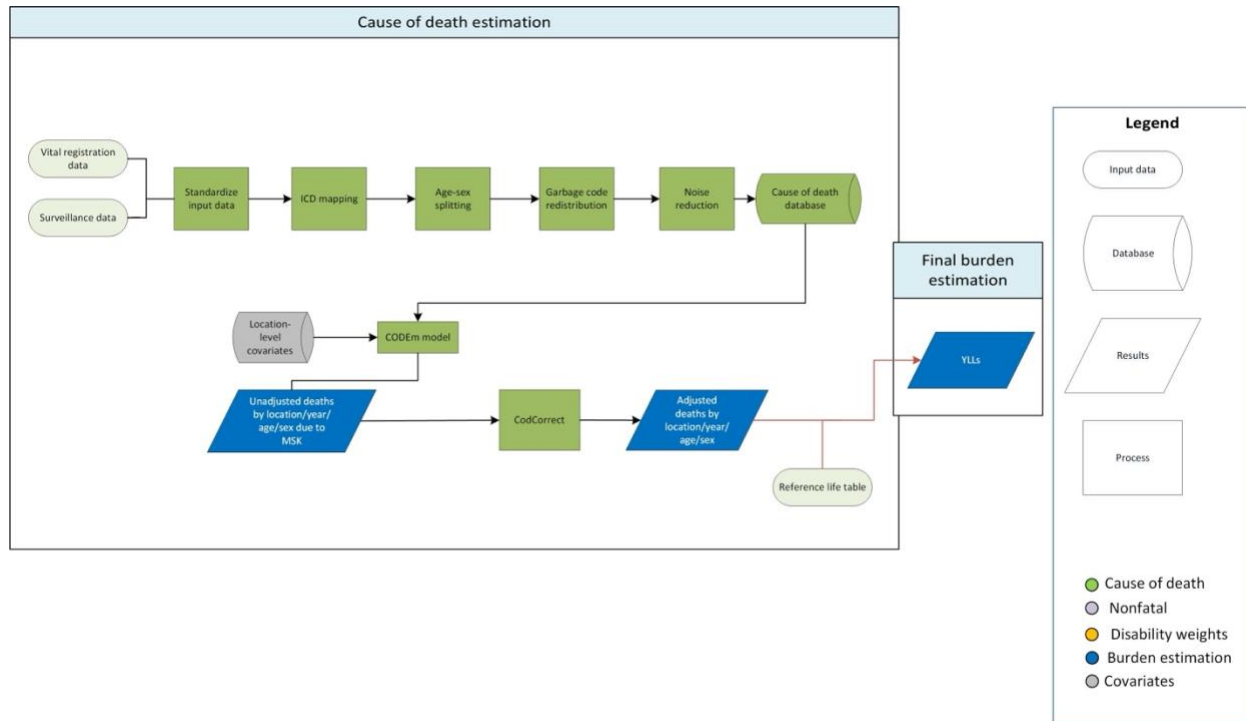 Cause of death estimation
Vital registration
data
Surveillance data
Standardize
input data
ICD mapping
Age-sex
splitting
Garbage code
redistribution
Noise
reduction
Cause of death
database
Location-
level
covariates
CODEm model
Unadjusted deaths
by location/year/
age/sex due to
MSK
CodCorrect
Adjusted
deaths by
location/year/
age/sex
Reference life table
Final burden
estimation
YLLs
Legend
Input data
Database
Results
Process
Cause of death
Nonfatal
Disability weights
Burden estimation
Covariates